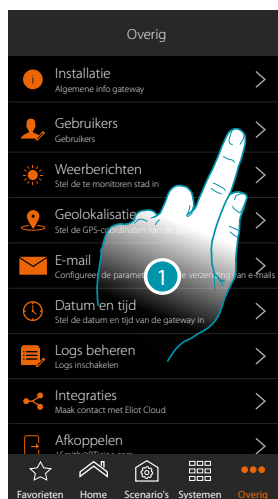 Overig
Installatie
Algemene info gateway
Gebruikers
Gebruikers
Weerberichten
Stel de te monitoren stad in
Geolokalisatie
Stel de GPS-coördinaten van de
E-mail
Configureer de verzending van e-mails
1
Datum en tijd
Stel de datum en tijd van de gateway in
Logs beheren
Logs inschakelen
Integraties
Maak contact met Eliot Cloud
Afkoppelen
Favorieten Home Scenario's Systemen Overig